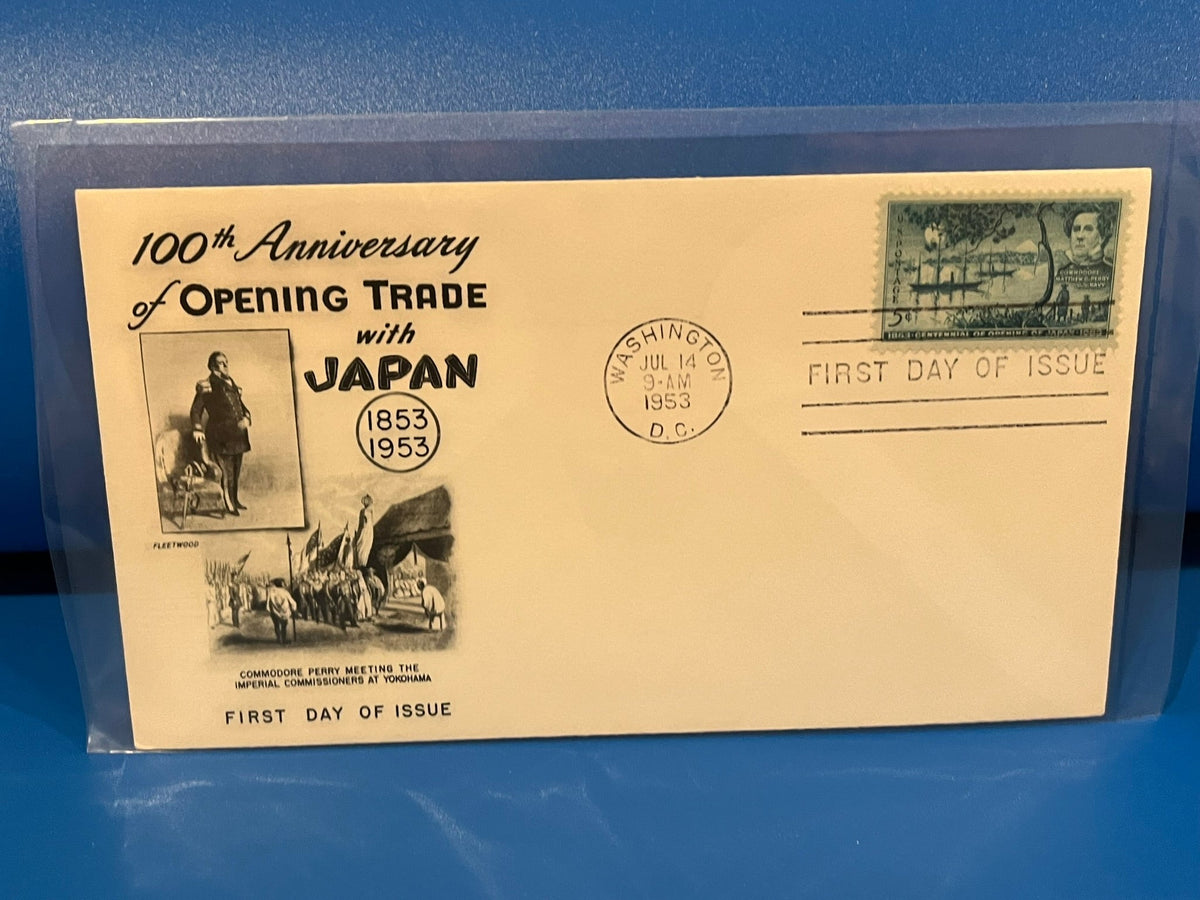 100th Anniversary
of OPENING TRADE
with
JAPAN
1853
1953
FLEETWOOD
COMMODORE PERRY MEETING THE
IMPERIAL COMMISSIONERS AT YOKOHAMA
FIRST DAY OF ISSUE
WASHINGTON
JUL 14
9-AM
1953
D.C.
U.S. POSTAGE
5¢
COMMODORE
MATTHEW C. PERRY
U.S. NAVY
1853·CENTENNIAL OF OPENING OF JAPAN·1953
FIRST DAY OF ISSUE